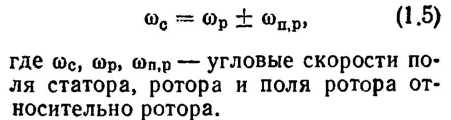 ωс = ωр ± ωп,р, (1.5)
где ωс, ωр, ωп,р — угловые скорости по-
ля статора, ротора и поля ротора от-
носительно ротора.